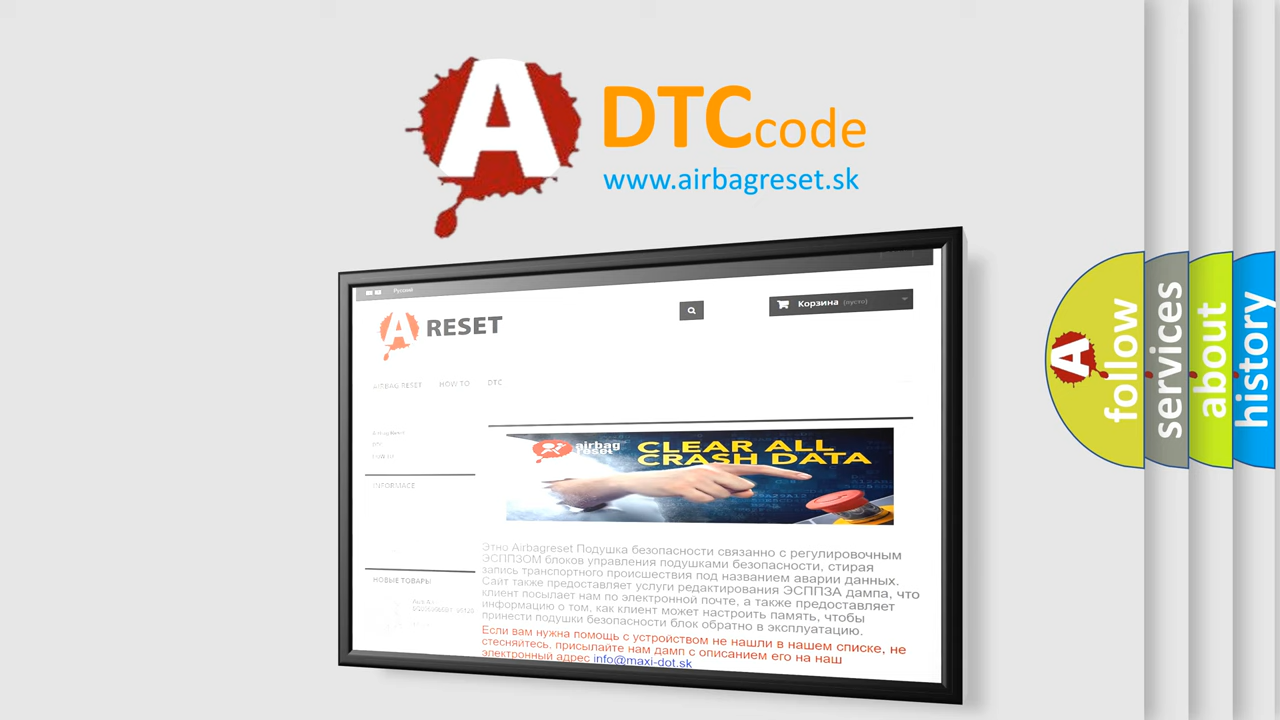 A
DTCcode
www.airbagreset.sk
Русский
A RESET
Корзина (пусто)
AIRBAG RESET HOW TO DTC
INFORMACE
airbag
reset
CLEAR ALL
CRASH DATA
Этно Airbagreset Подушка безопасности связанно с регулировочным
ЭСППЗОМ блоков управления подушками безопасности, стирая
запись транспортного происшествия под названием аварии данных.
Сайт также предоставляет услуги редактирования ЭСППЗА дампа, что
клиент посылает нам по электронной почте, а также предоставляет
информацию о том, как клиент может настроить память, чтобы
принести подушки безопасности блок обратно в эксплуатацию.
Если вам нужна помощь с устройством не нашли в нашем списке, не
стесняйтесь, присылайте нам дамп с описанием его на наш
электронный адрес info@maxi-dot.sk
НОВЫЕ ТОВАРЫ
A
follow
services
about
history